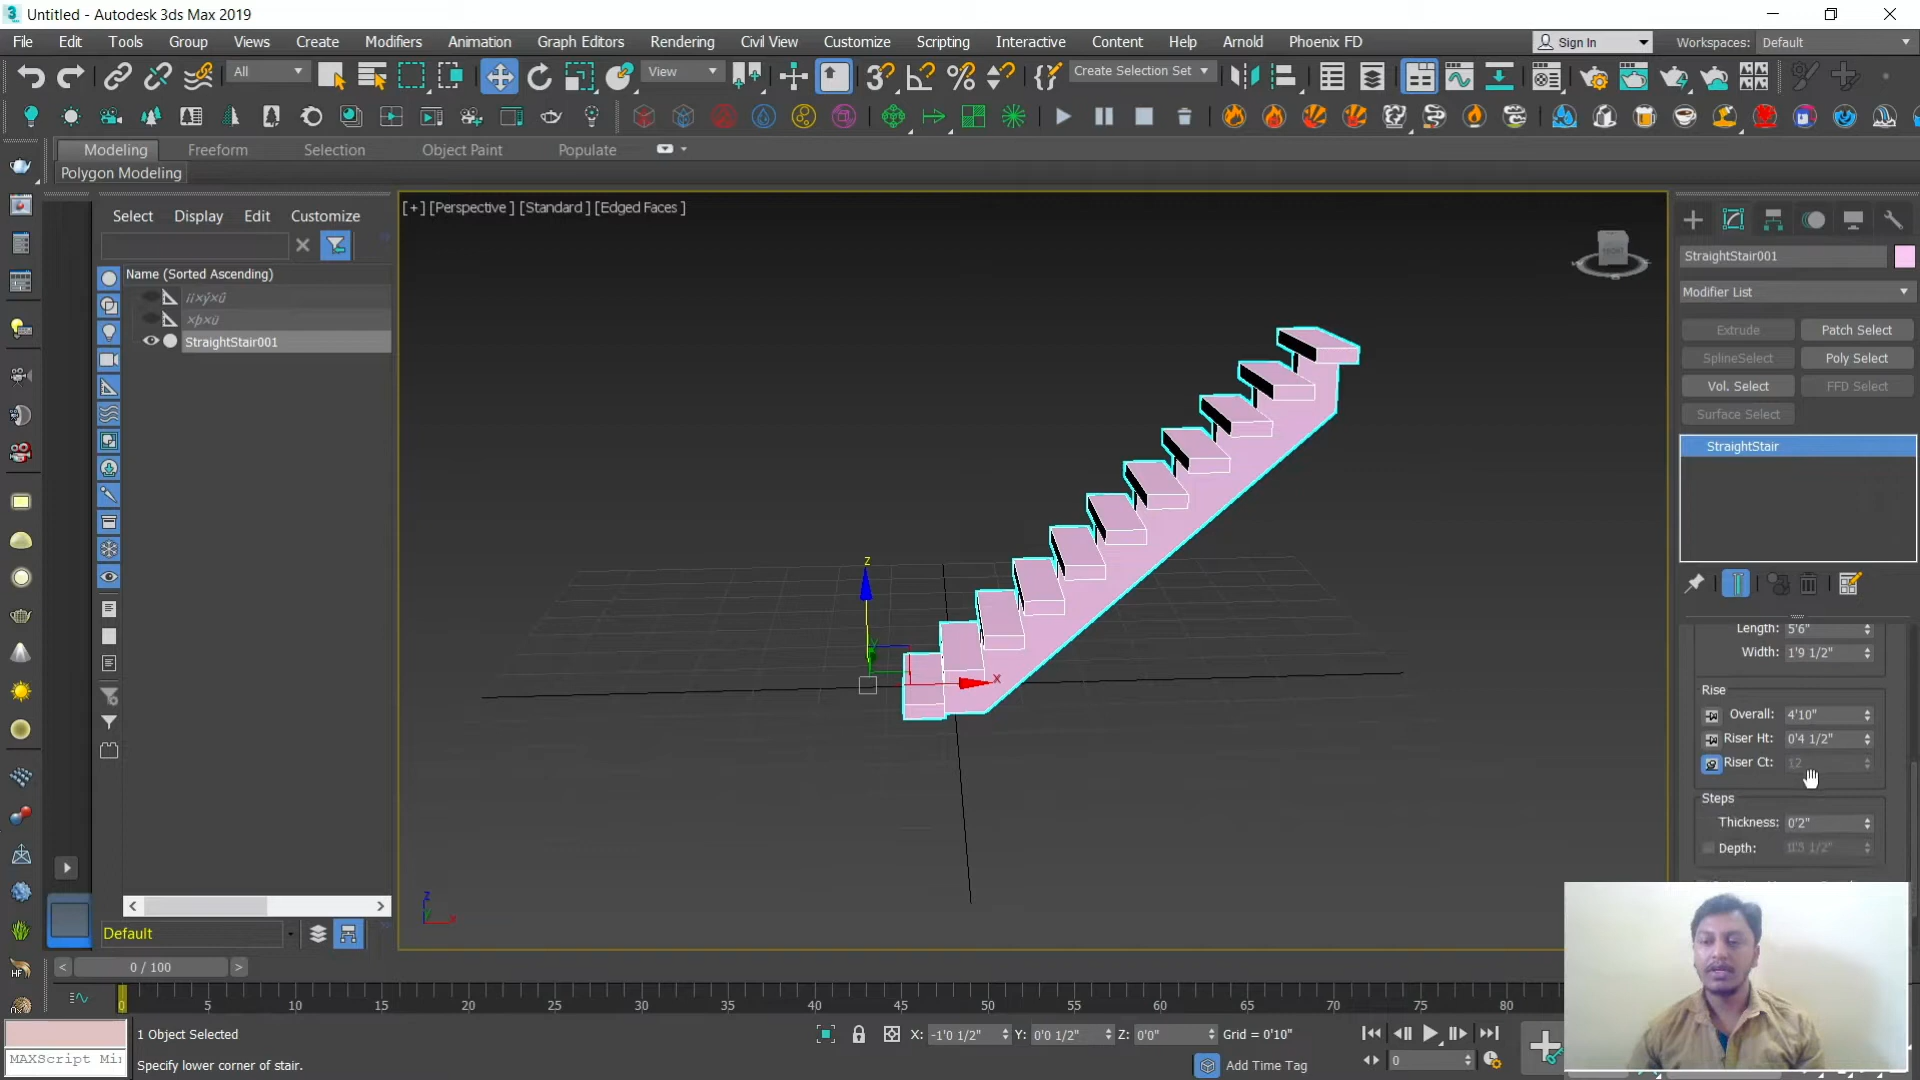 Untitled - Autodesk 3ds Max 2019
File Edit Tools Group Views Create Modifiers Animation Graph Editors Rendering Civil View Customize Scripting Interactive Content Help Arnold Phoenix FD Sign In Workspaces: Default
All View Create Selection Set
Modeling Freeform Selection Object Paint Populate
Polygon Modeling
Select Display Edit Customize
[+] [Perspective ] [Standard ] [Edged Faces ]
FRONT
StraightStair001
Name (Sorted Ascending)
Modifier List
StraightStair001
Extrude Patch Select
SplineSelect Poly Select
Vol. Select FFD Select
Surface Select
StraightStair
z
x
Length: 5'6"
Width: 1'9 1/2"
Rise
Overall: 4'10"
Riser Ht: 0'4 1/2"
Riser Ct: 12
Steps
Thickness: 0'2"
Depth:
Default
0 / 100
0 5 10 15 20 25 30 35 40 45 50 55 60 65 70 75 80
1 Object Selected
X: -1'0 1/2" Y: 0'0 1/2" Z: 0'0" Grid = 0'10"
MAXScript Mi
Specify lower corner of stair.
Add Time Tag
0
HF